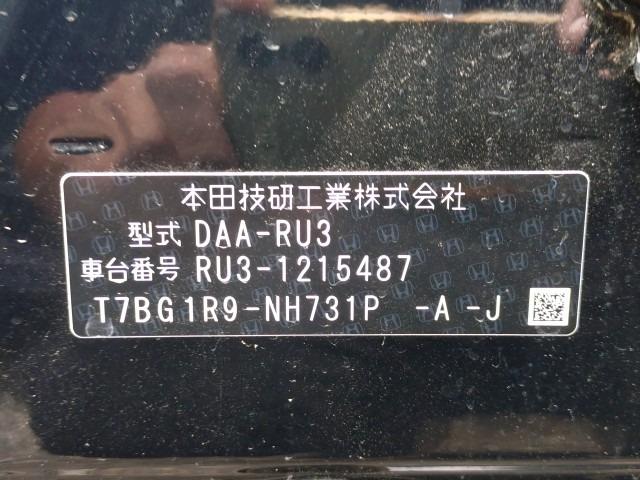 本田技研工業株式会社
型式 DAA-RU3
車台番号 RU3-1215487
T7BG1R9-NH731P -A -J